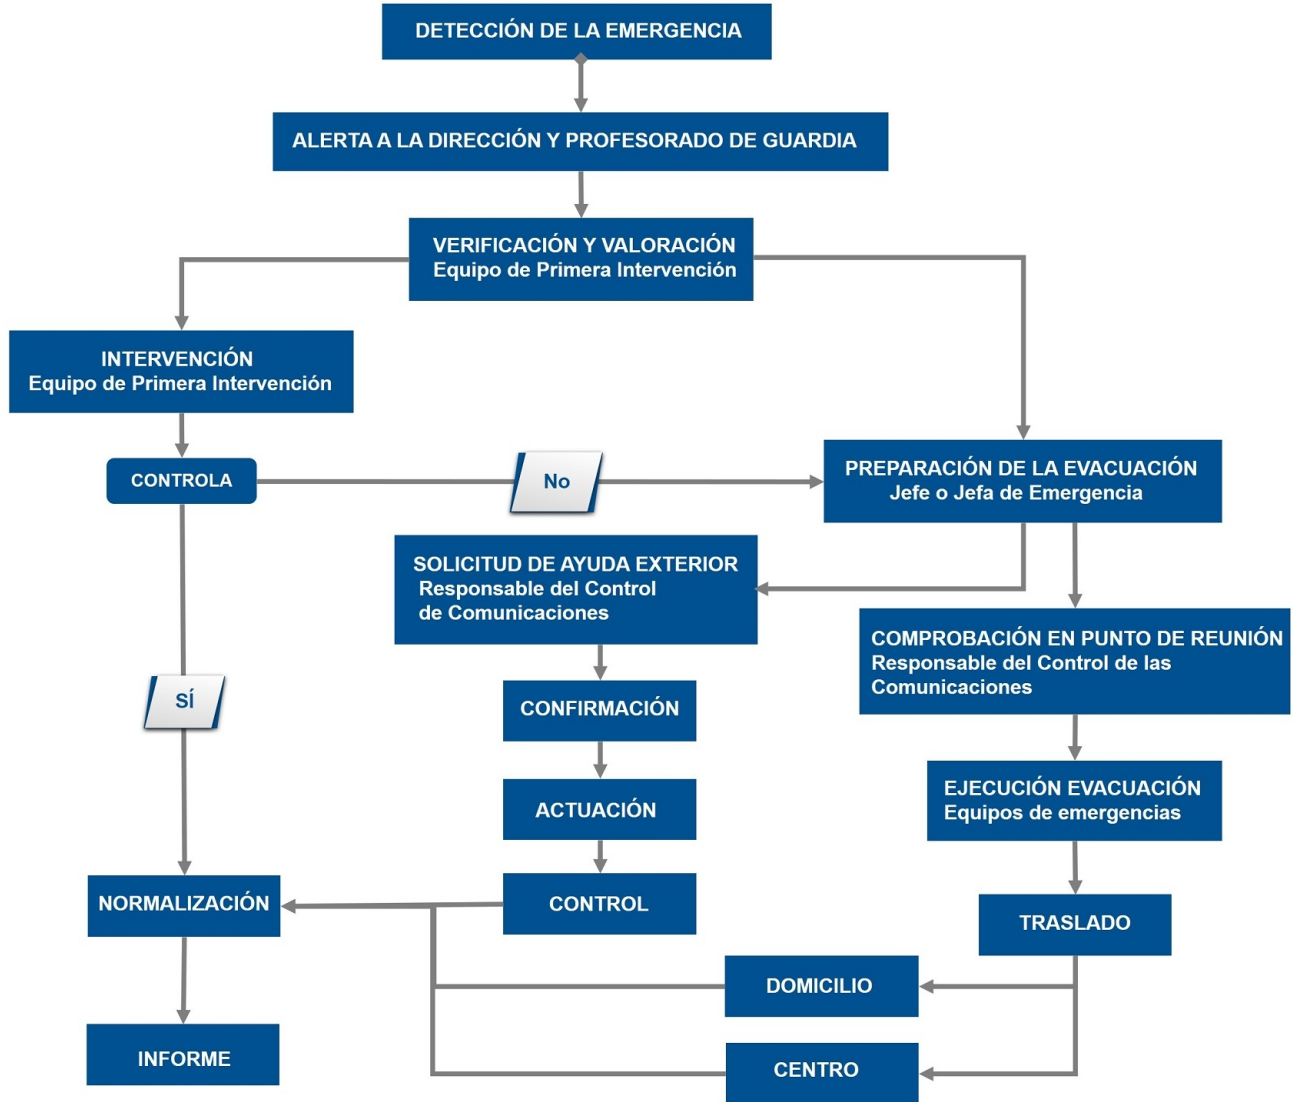 DETECCIÓN DE LA EMERGENCIA
ALERTA A LA DIRECCIÓN Y PROFESORADO DE GUARDIA
VERIFICACIÓN Y VALORACIÓN
Equipo de Primera Intervención
INTERVENCIÓN
Equipo de Primera Intervención
CONTROLA
No
PREPARACIÓN DE LA EVACUACIÓN
Jefe o Jefa de Emergencia
SOLICITUD DE AYUDA EXTERIOR
Responsable del Control
de Comunicaciones
COMPROBACIÓN EN PUNTO DE REUNIÓN
Responsable del Control de las
Comunicaciones
SÍ
CONFIRMACIÓN
EJECUCIÓN EVACUACIÓN
Equipos de emergencias
ACTUACIÓN
NORMALIZACIÓN
CONTROL
TRASLADO
DOMICILIO
INFORME
CENTRO